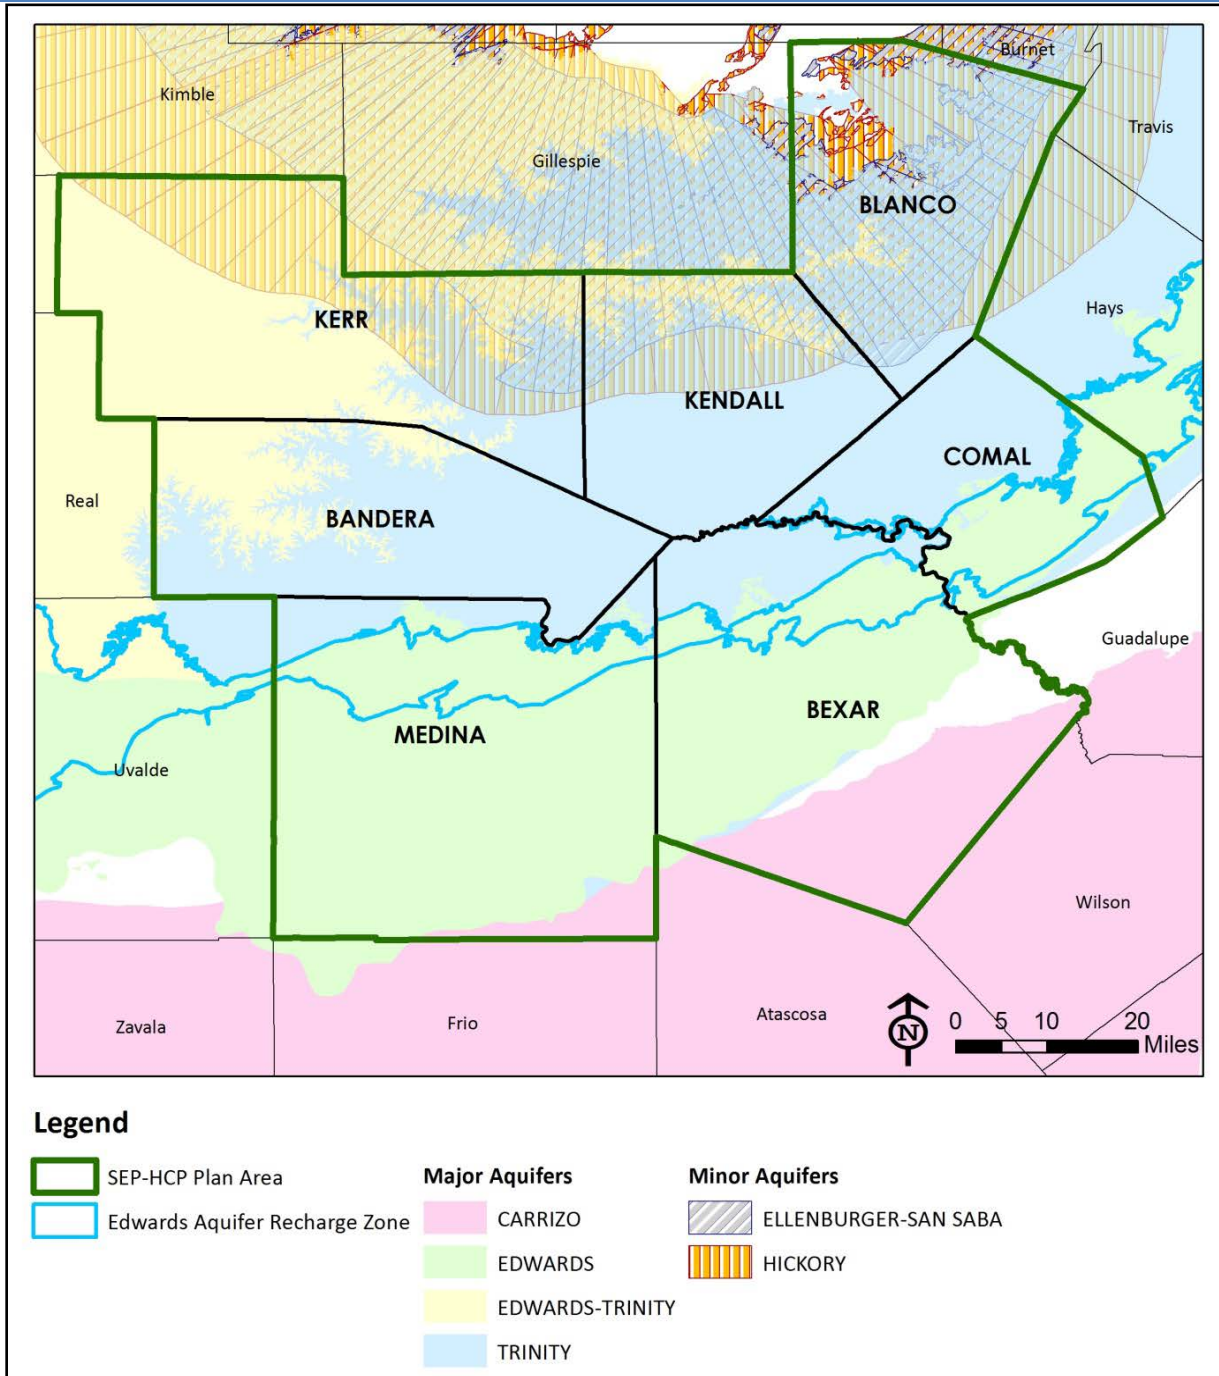 Burnet
Kimble
Travis
Gillespie
BLANCO
Hays
KERR
KENDALL
COMAL
Real
BANDERA
Guadalupe
BEXAR
MEDINA
Uvalde
Wilson
Atascosa
Zavala
Frio
N
0 5 10 20
Miles
Legend
SEP-HCP Plan Area
Edwards Aquifer Recharge Zone
Major Aquifers
CARRIZO
EDWARDS
EDWARDS-TRINITY
TRINITY
Minor Aquifers
ELLENBURGER-SAN SABA
HICKORY